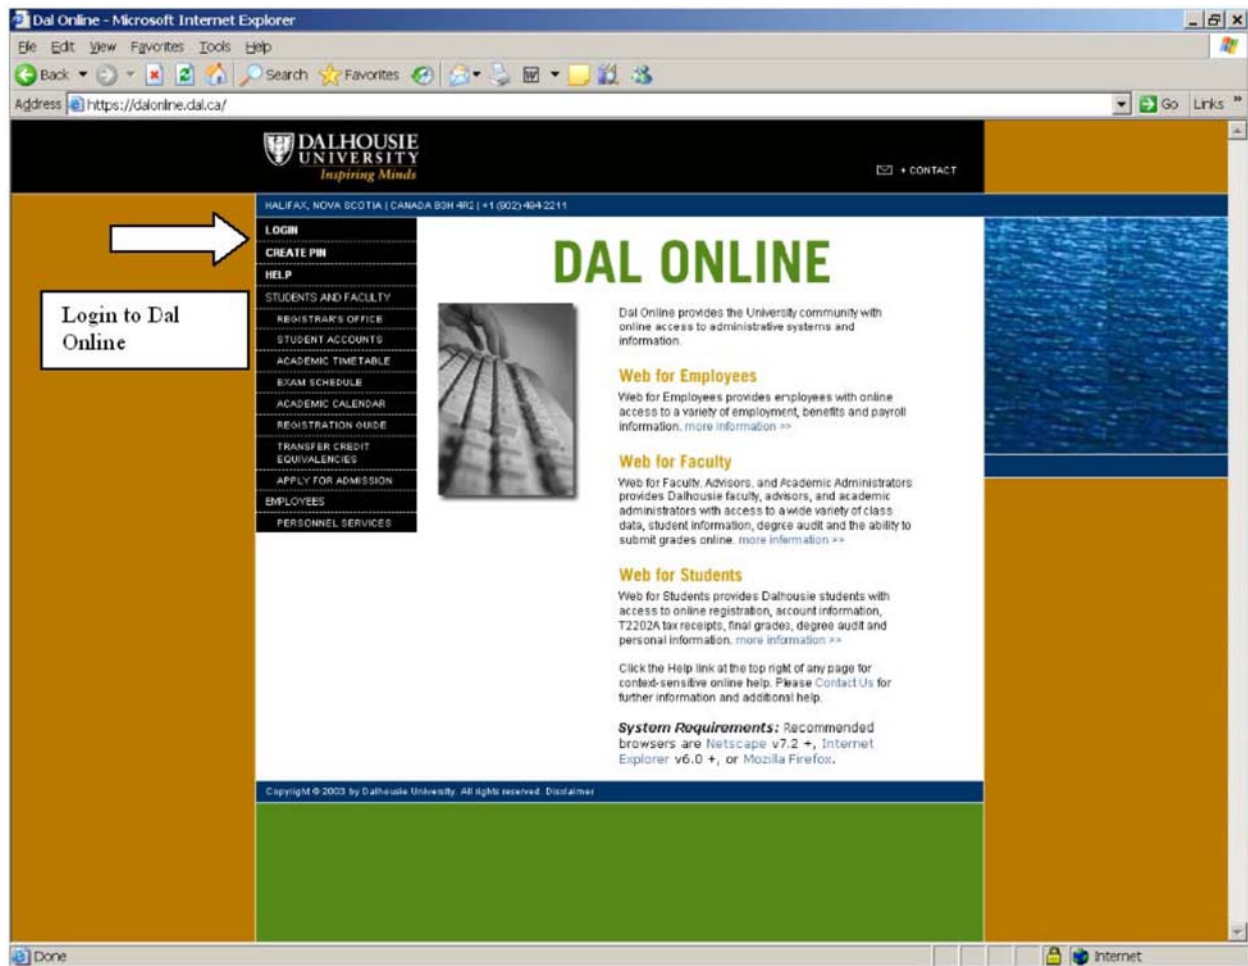 Dal Online - Microsoft Internet Explorer
File Edit View Favorites Tools Help
Back Search Favorites
Address https://dalonline.dal.ca/ Go Links »
DALHOUSIE
UNIVERSITY
Inspiring Minds
+ CONTACT
HALIFAX, NOVA SCOTIA | CANADA B3H 4R2 | +1 (902) 494-2211
LOGIN
CREATE PIN
HELP
STUDENTS AND FACULTY
REGISTRAR'S OFFICE
STUDENT ACCOUNTS
ACADEMIC TIMETABLE
EXAM SCHEDULE
ACADEMIC CALENDAR
REGISTRATION GUIDE
TRANSFER CREDIT
EQUIVALENCIES
APPLY FOR ADMISSION
EMPLOYEES
PERSONNEL SERVICES
Login to Dal
Online
DAL ONLINE
Dal Online provides the University community with
online access to administrative systems and
information.
Web for Employees
Web for Employees provides employees with online
access to a variety of employment, benefits and payroll
information. more information >>
Web for Faculty
Web for Faculty, Advisors, and Academic Administrators
provides Dalhousie faculty, advisors, and academic
administrators with access to a wide variety of class
data, student information, degree audit and the ability to
submit grades online. more information >>
Web for Students
Web for Students provides Dalhousie students with
access to online registration, account information,
T2202A tax receipts, final grades, degree audit and
personal information. more information >>
Click the Help link at the top right of any page for
context-sensitive online help. Please Contact Us for
further information and additional help.
System Requirements: Recommended
browsers are Netscape v7.2 +, Internet
Explorer v6.0 +, or Mozilla Firefox.
Copyright © 2003 by Dalhousie University. All rights reserved. Disclaimer
Done Internet